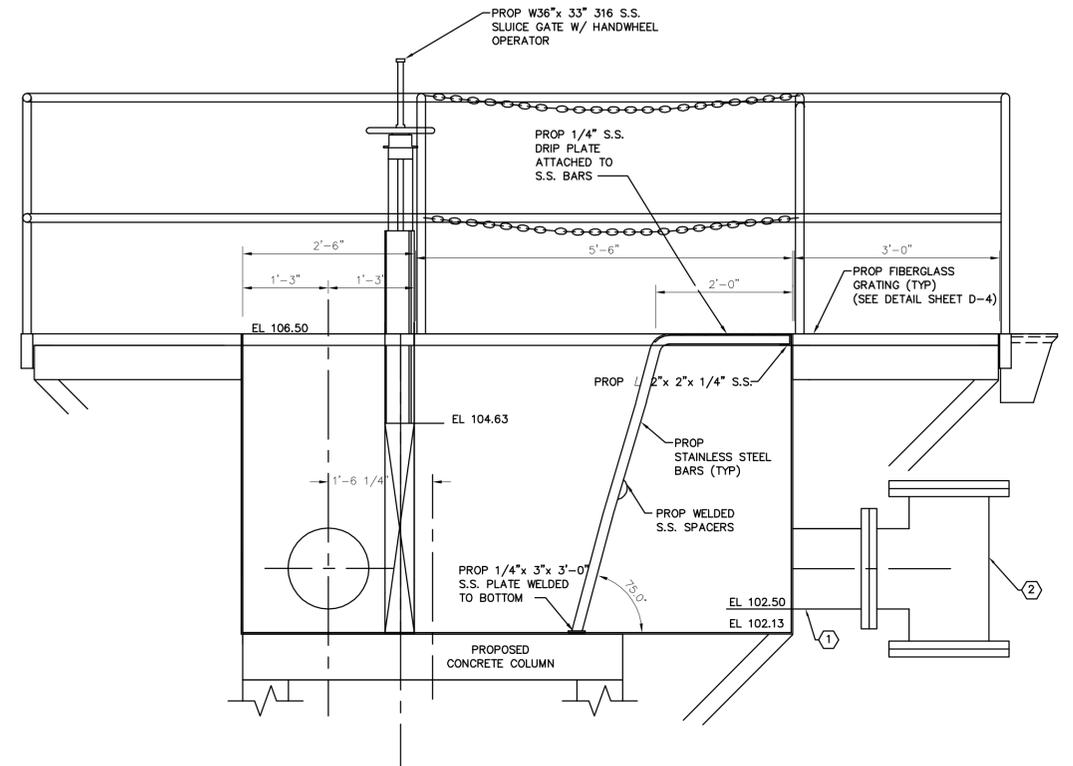 PROP W36"x 33" 316 S.S.
SLUICE GATE W/ HANDWHEEL
OPERATOR
PROP 1/4" S.S.
DRIP PLATE
ATTACHED TO
S.S. BARS
2'-6"
5'-6"
3'-0"
1'-3"
1'-3'
2'-0"
PROP FIBERGLASS
GRATING (TYP)
(SEE DETAIL SHEET D-4)
EL 106.50
PROP L 2"x 2"x 1/4" S.S.
EL 104.63
PROP
STAINLESS STEEL
BARS (TYP)
1'-6 1/4"
PROP WELDED
S.S. SPACERS
PROP 1/4"x 3"x 3'-0"
S.S. PLATE WELDED
TO BOTTOM
75.0°
EL 102.50
EL 102.13
1
2
PROPOSED
CONCRETE COLUMN